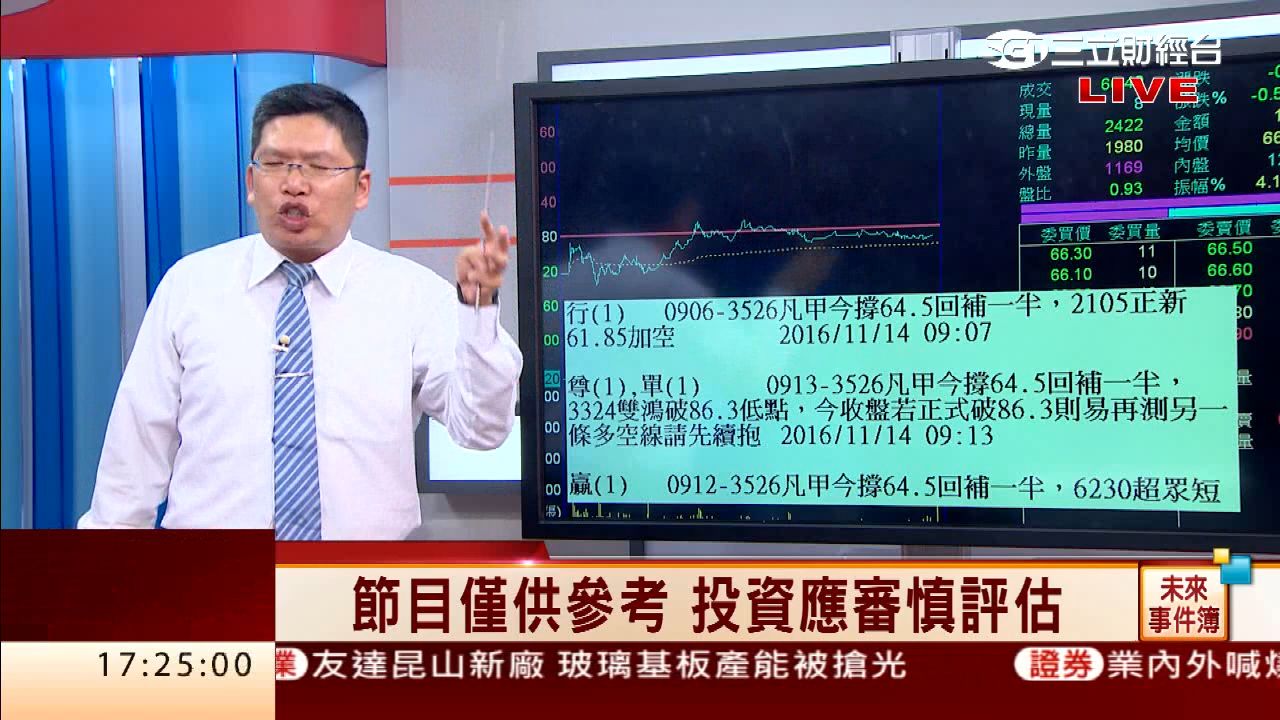 三立財經台
LIVE
成交
現量 8
總量 2422
昨量 1980
外盤 1169
盤比 0.93
漲跌
漲跌%
金額
均價
內盤
振幅%
委買價 委買量 委賣價
66.30 11 66.50
66.10 10 66.60
行(1) 0906-3526凡甲今撐64.5回補一半，2105正新
61.85加空 2016/11/14 09:07
尊(1),單(1) 0913-3526凡甲今撐64.5回補一半，
3324雙鴻破86.3低點，今收盤若正式破86.3則易再測另一
條多空線請先續抱 2016/11/14 09:13
贏(1) 0912-3526凡甲今撐64.5回補一半，6230超眾短
節目僅供參考 投資應審慎評估
未來
事件簿
17:25:00
業 友達昆山新廠 玻璃基板產能被搶光 證券 業內外喊